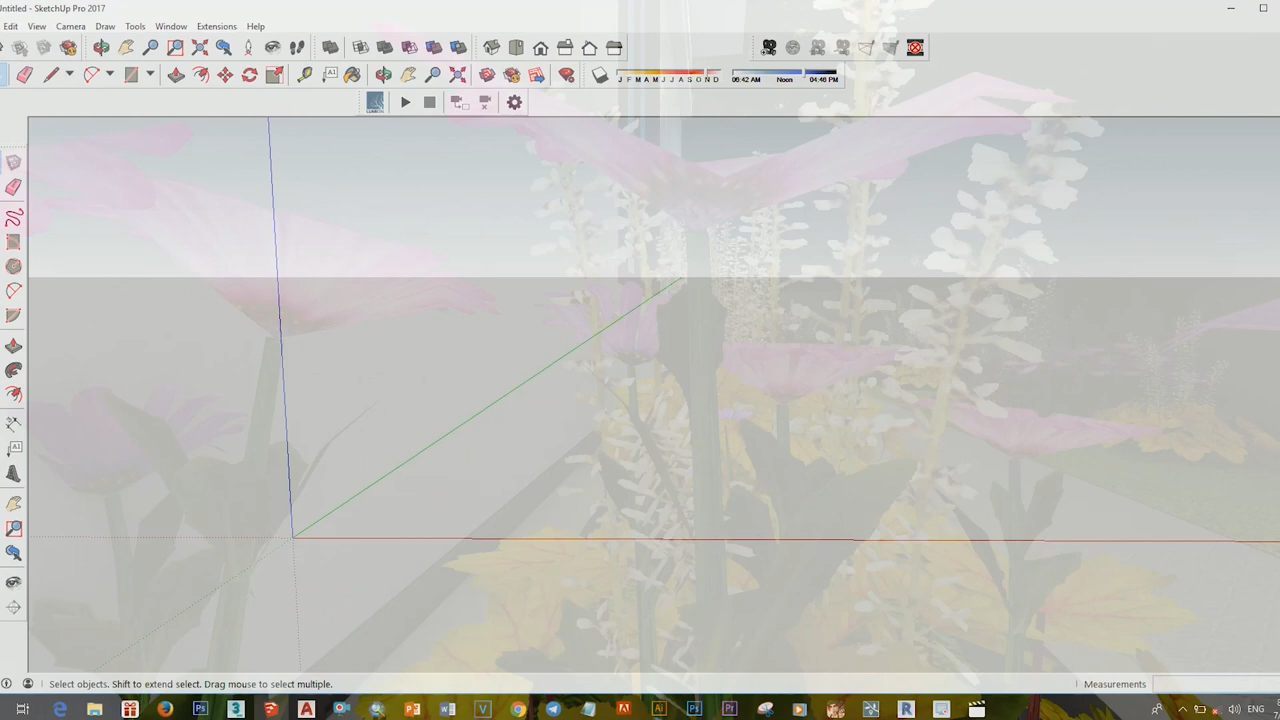 Untitled - SketchUp Pro 2017
Edit View Camera Draw Tools Window Extensions Help
J F M A M J J A S O N D 06:42 AM Noon 04:46 PM
Select objects. Shift to extend select. Drag mouse to select multiple. Measurements
ENG